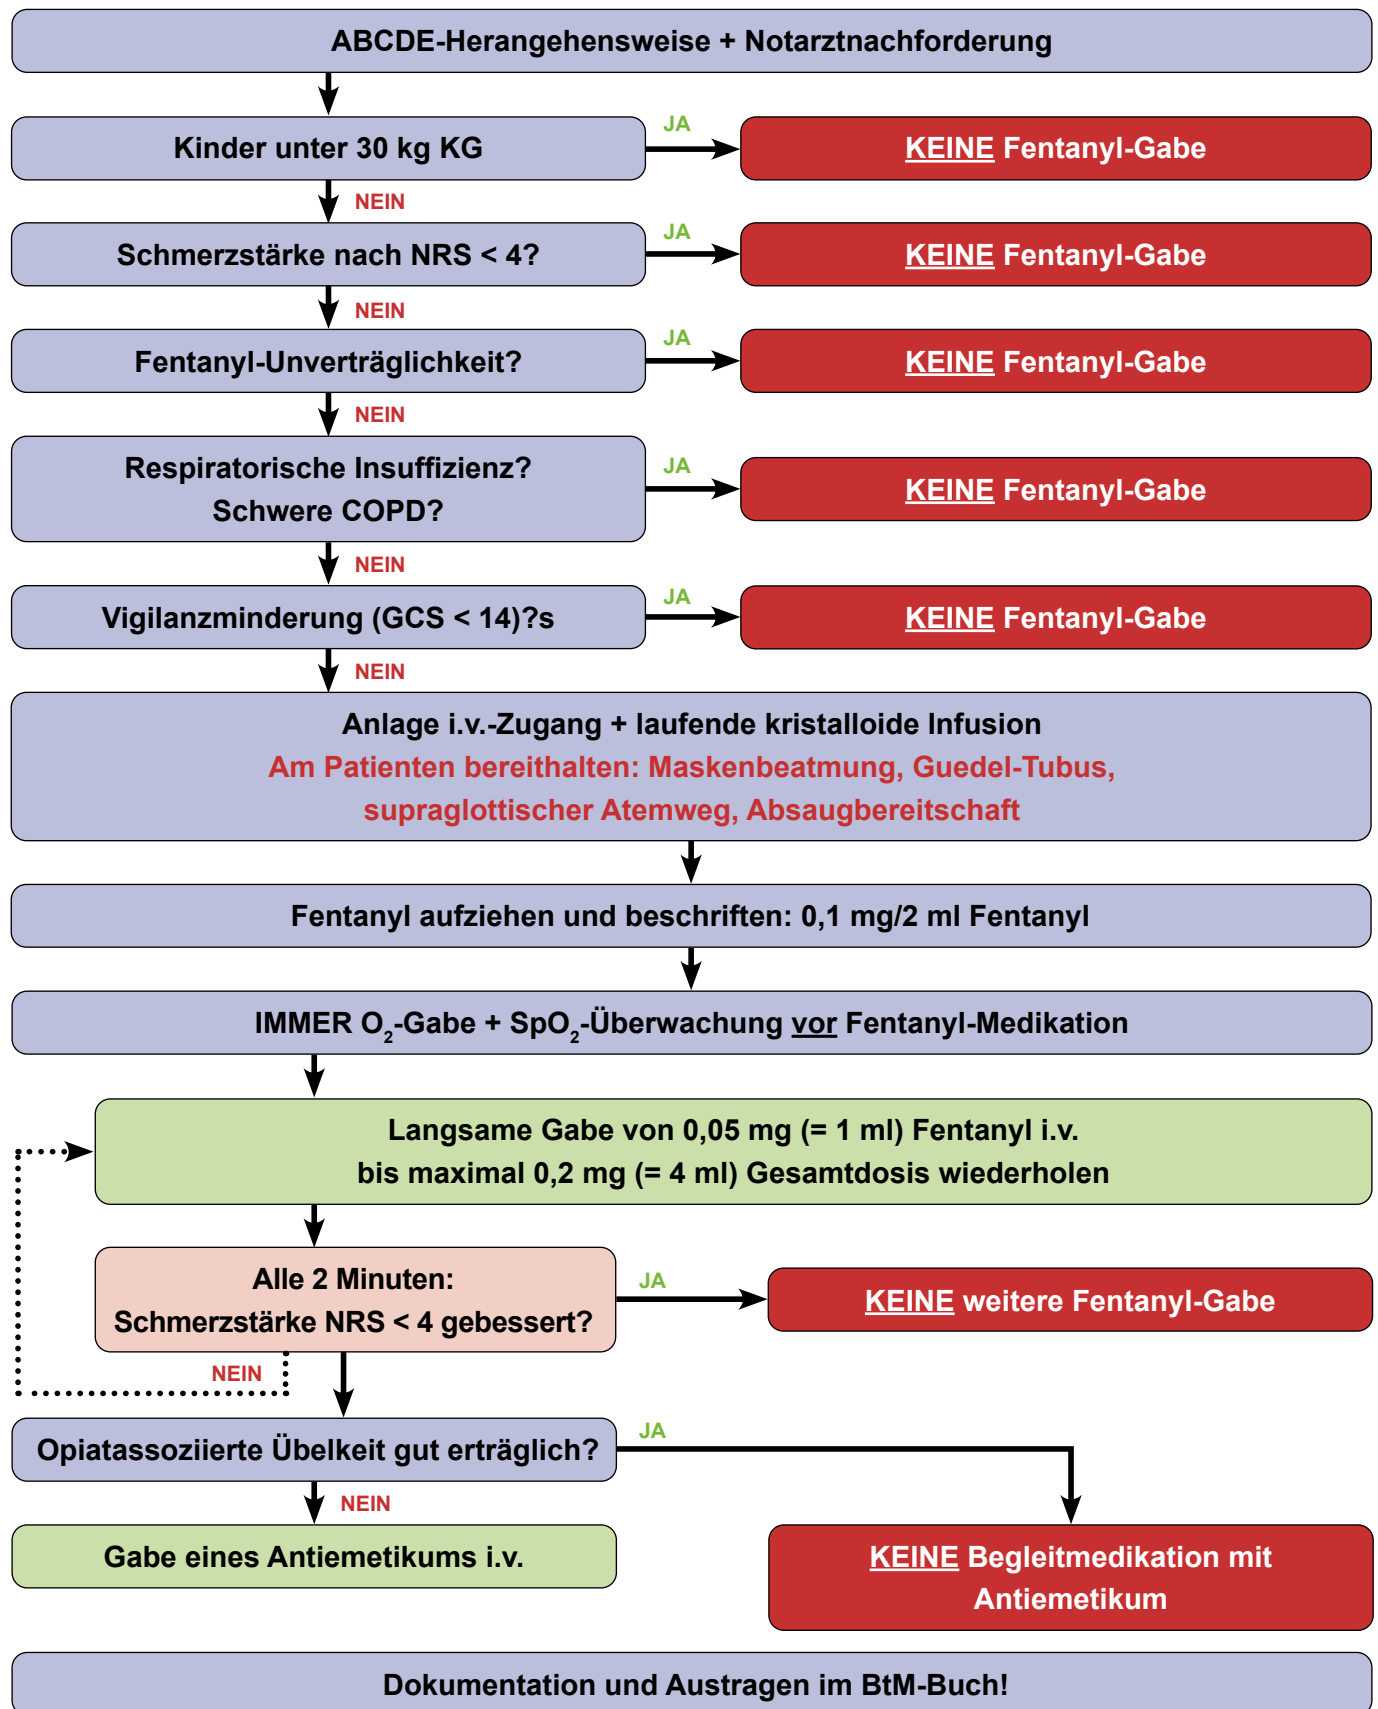 ABCDE-Herangehensweise + Notarztnachforderung
Kinder unter 30 kg KG
JA
KEINE Fentanyl-Gabe
NEIN
Schmerzstärke nach NRS < 4?
JA
KEINE Fentanyl-Gabe
NEIN
Fentanyl-Unverträglichkeit?
JA
KEINE Fentanyl-Gabe
NEIN
Respiratorische Insuffizienz?
Schwere COPD?
JA
KEINE Fentanyl-Gabe
NEIN
Vigilanzminderung (GCS < 14)?s
JA
KEINE Fentanyl-Gabe
NEIN
Anlage i.v.-Zugang + laufende kristalloide Infusion
Am Patienten bereithalten: Maskenbeatmung, Guedel-Tubus,
supraglottischer Atemweg, Absaugbereitschaft
Fentanyl aufziehen und beschriften: 0,1 mg/2 ml Fentanyl
IMMER O₂-Gabe + SpO₂-Überwachung vor Fentanyl-Medikation
Langsame Gabe von 0,05 mg (= 1 ml) Fentanyl i.v.
bis maximal 0,2 mg (= 4 ml) Gesamtdosis wiederholen
Alle 2 Minuten:
Schmerzstärke NRS < 4 gebessert?
JA
KEINE weitere Fentanyl-Gabe
NEIN
Opiatassoziierte Übelkeit gut erträglich?
JA
NEIN
Gabe eines Antiemetikums i.v.
KEINE Begleitmedikation mit
Antiemetikum
Dokumentation und Austragen im BtM-Buch!